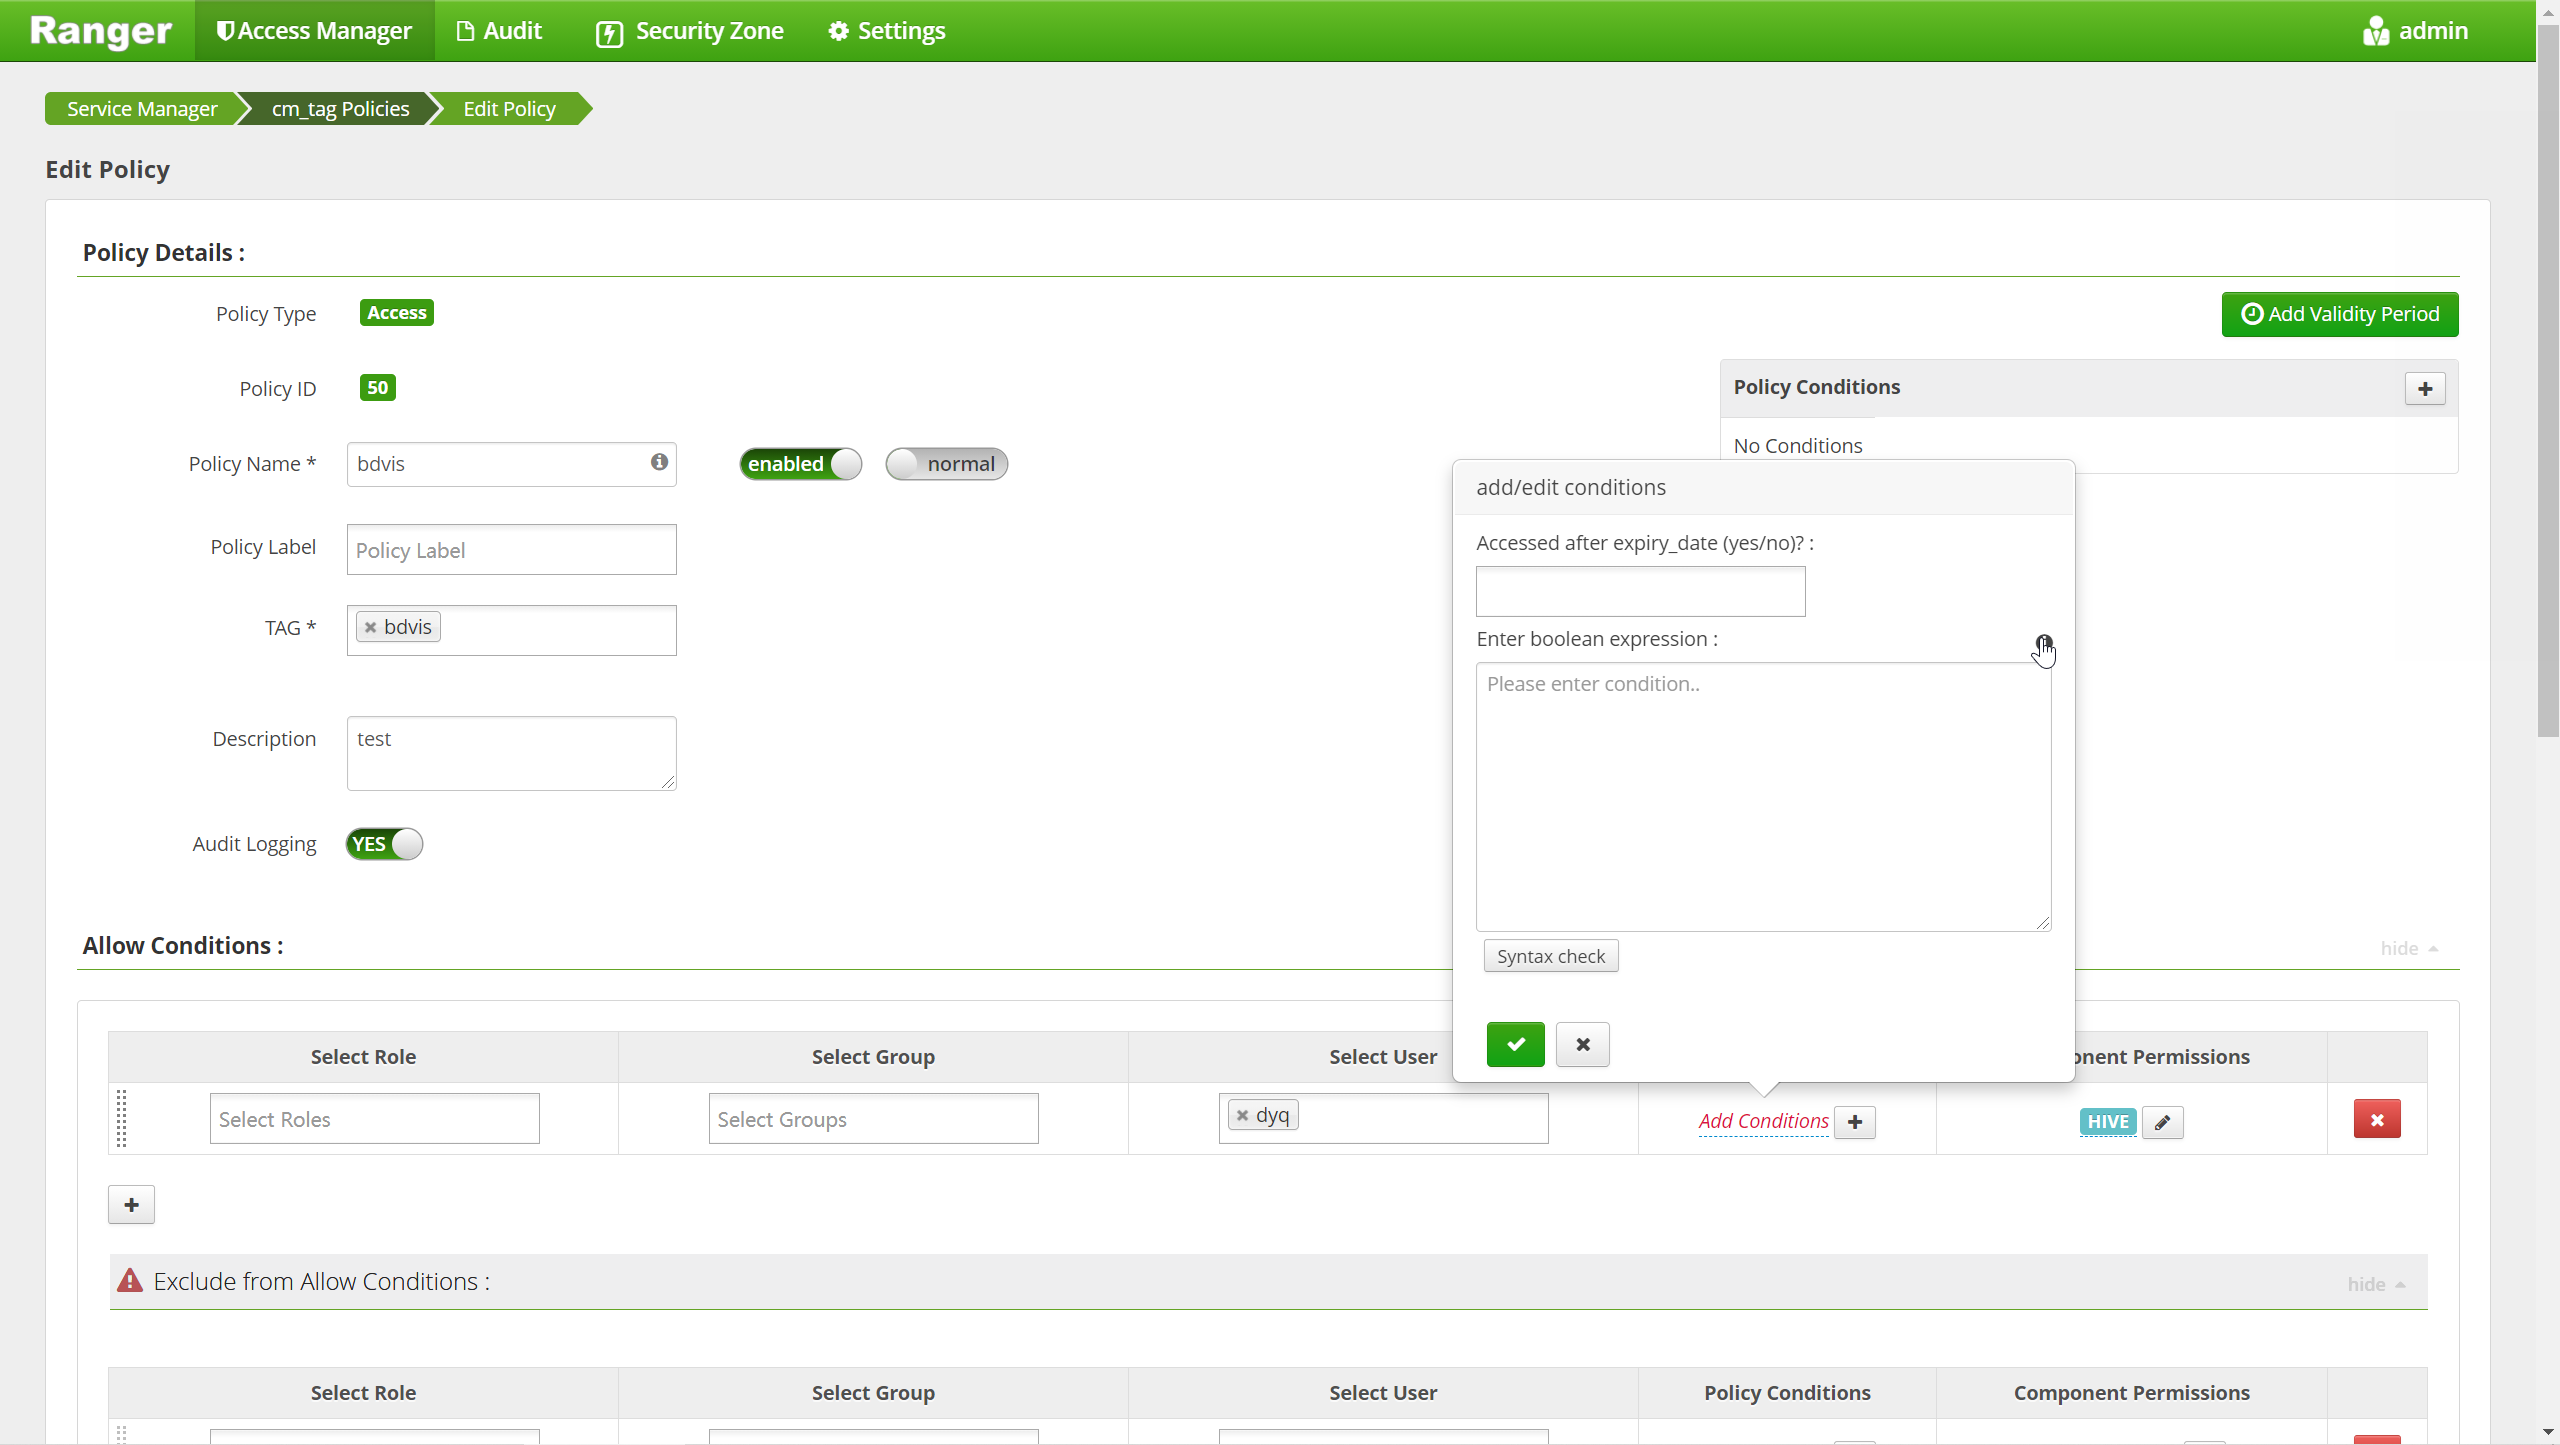 Ranger
Access Manager
Audit
Security Zone
Settings
admin
Service Manager
cm_tag Policies
Edit Policy
Edit Policy
Policy Details :
Policy Type
Access
Add Validity Period
Policy ID
50
Policy Conditions
No Conditions
Policy Name *
bdvis
enabled
normal
add/edit conditions
Accessed after expiry_date (yes/no)? :
Policy Label
Policy Label
TAG *
bdvis
Enter boolean expression :
Please enter condition..
Description
test
Audit Logging
YES
Allow Conditions :
hide
Syntax check
Select Role
Select Group
Select User
Permissions
Select Roles
Select Groups
dyq
Add Conditions
HIVE
Exclude from Allow Conditions :
hide
Select Role
Select Group
Select User
Policy Conditions
Component Permissions